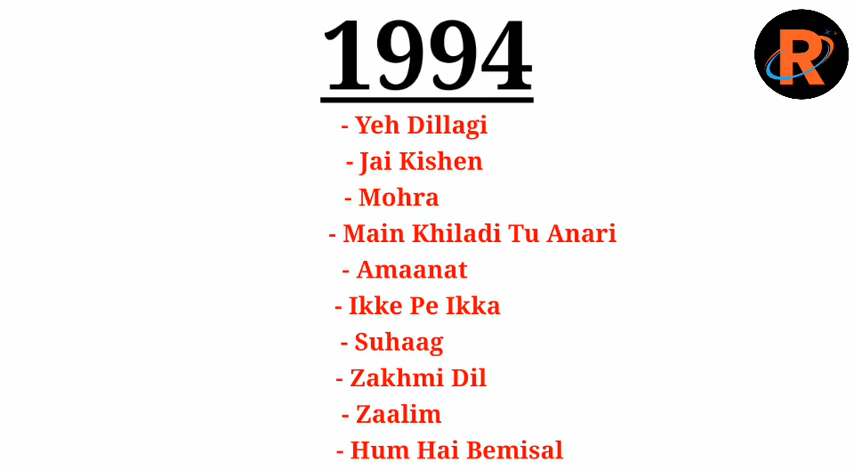 1994
R
- Yeh Dillagi
- Jai Kishen
- Mohra
- Main Khiladi Tu Anari
- Amaanat
- Ikke Pe Ikka
- Suhaag
- Zakhmi Dil
- Zaalim
- Hum Hai Bemisal